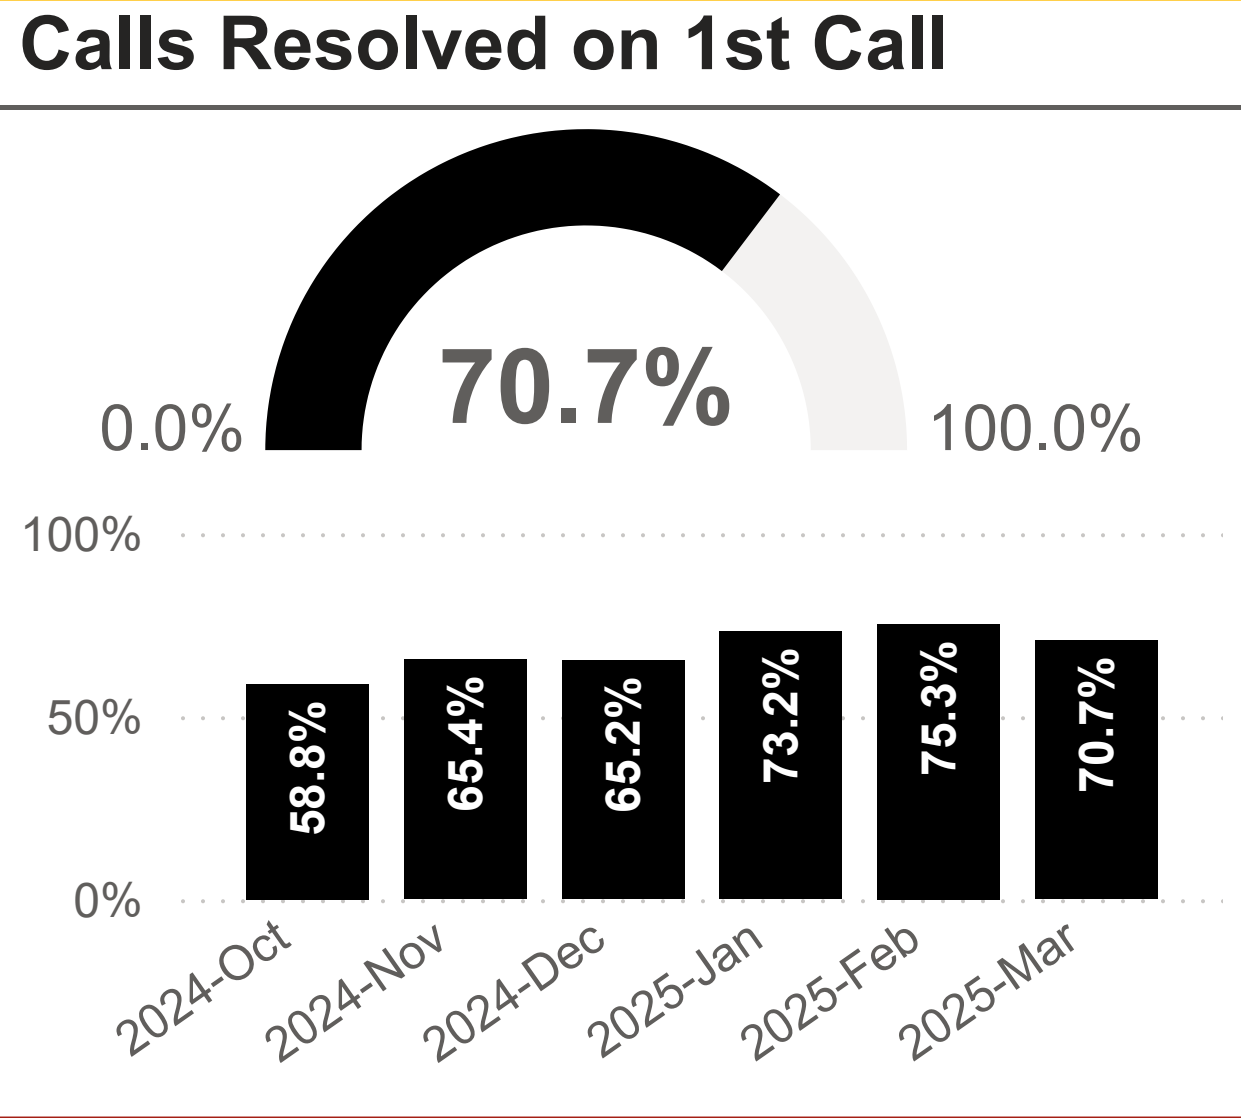 Calls Resolved on 1st Call
70.7%
0.0%
100.0%
100%
50%
0%
58.8%
65.4%
65.2%
73.2%
75.3%
70.7%
2024-Oct
2024-Nov
2024-Dec
2025-Jan
2025-Feb
2025-Mar